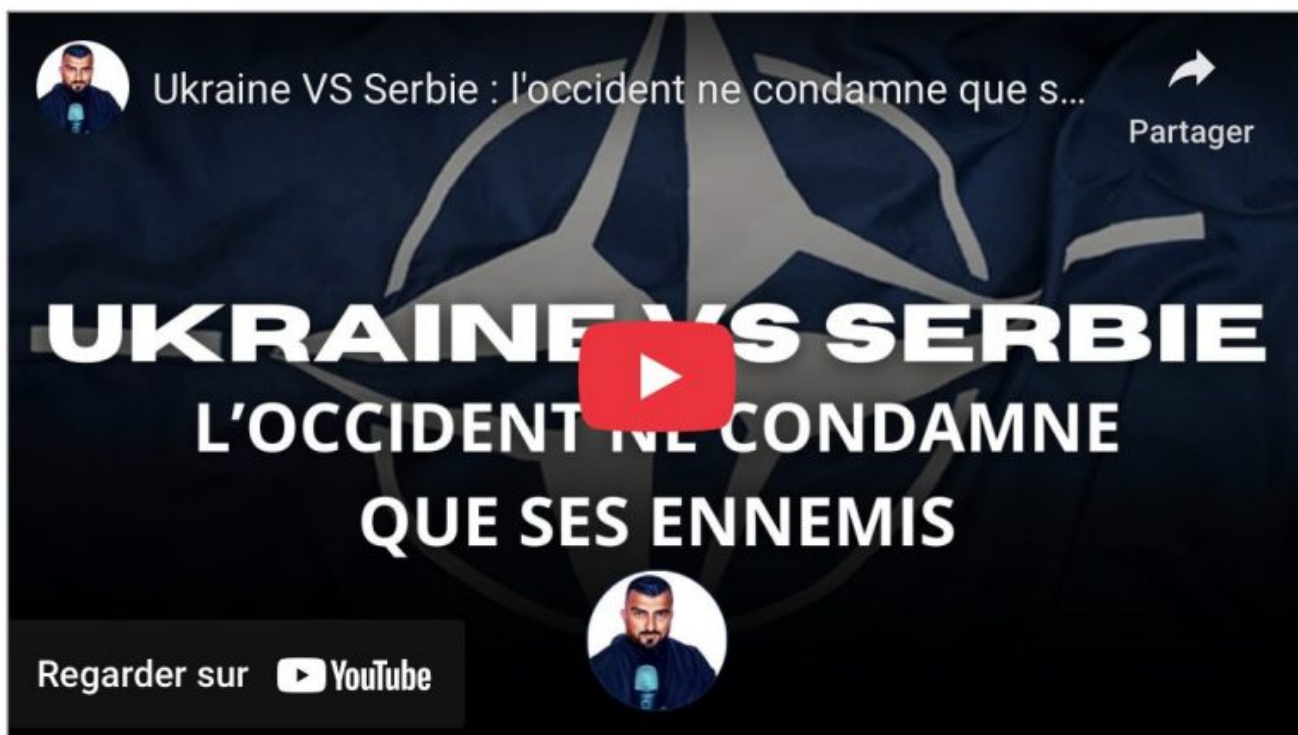 Ukraine VS Serbie : l'occident ne condamne que s...
Partager
UKRAINE VS SERBIE
L'OCCIDENT NE CONDAMNE
QUE SES ENNEMIS
Regarder sur YouTube